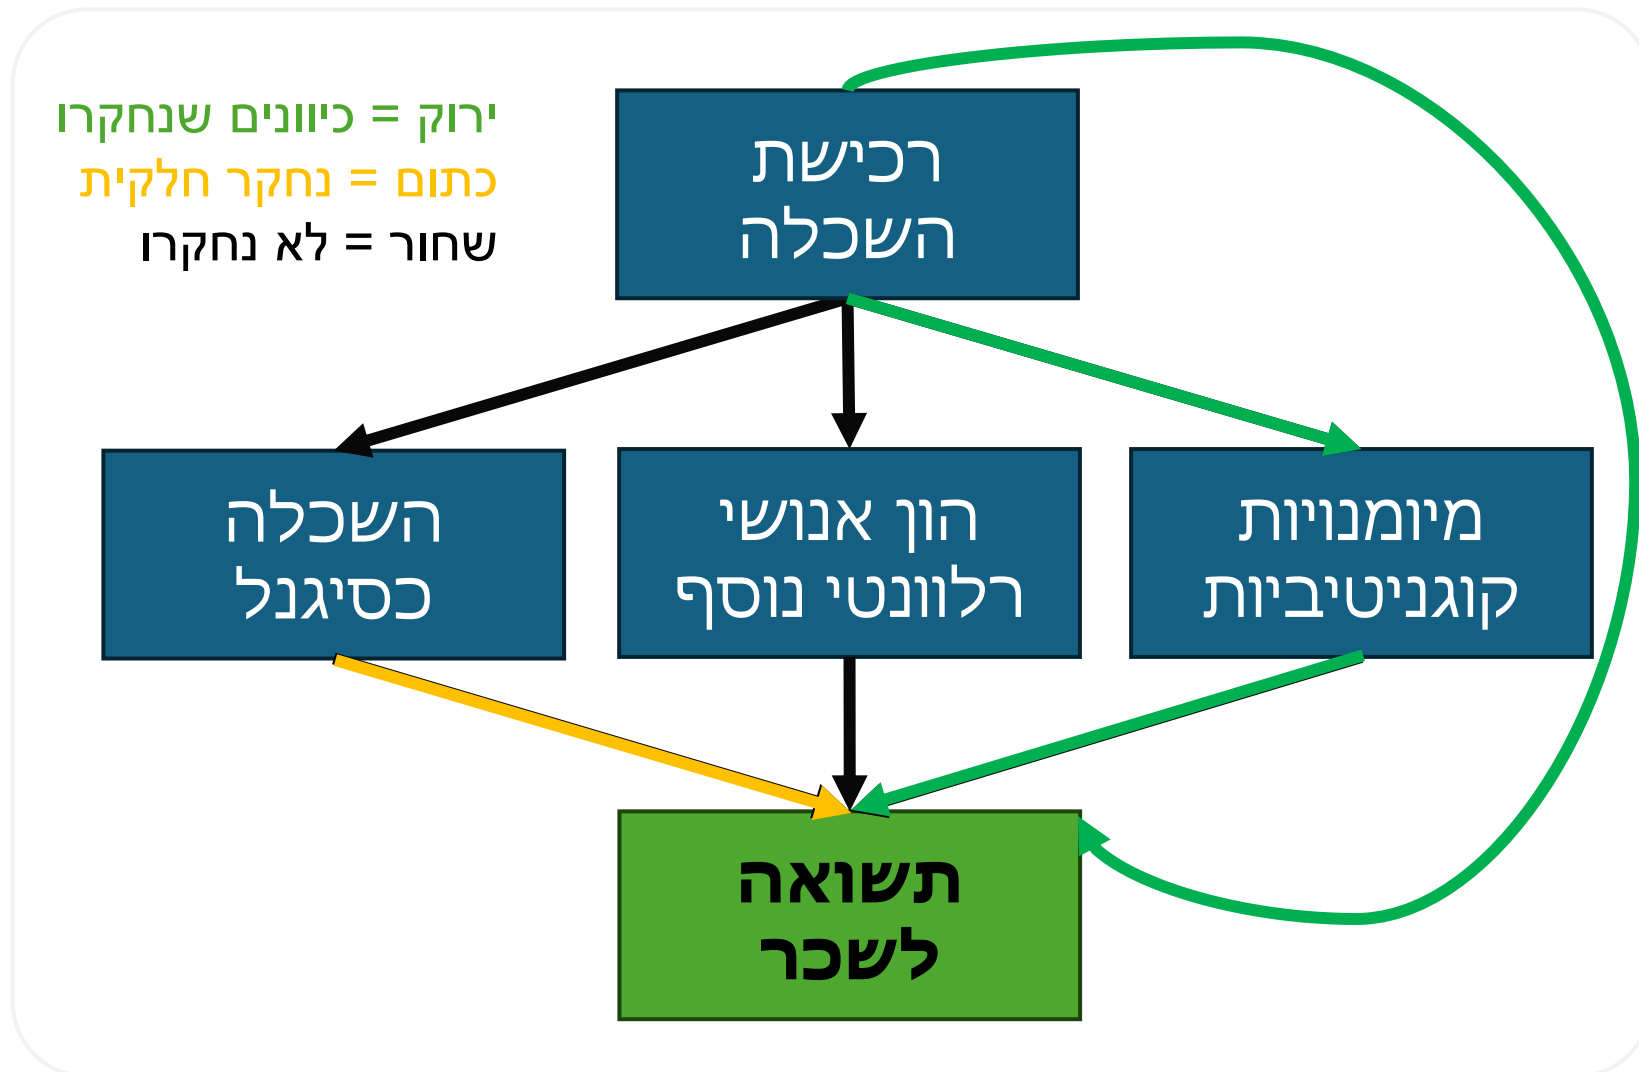 ירוק = כיוונים שנחקרו
כתום = נחקר חלקית
שחור = לא נחקרו
רכישת
השכלה
מיומנויות
קוגניטיביות
הון אנושי
רלוונטי נוסף
השכלה
כסיגנל
תשואה
לשכר